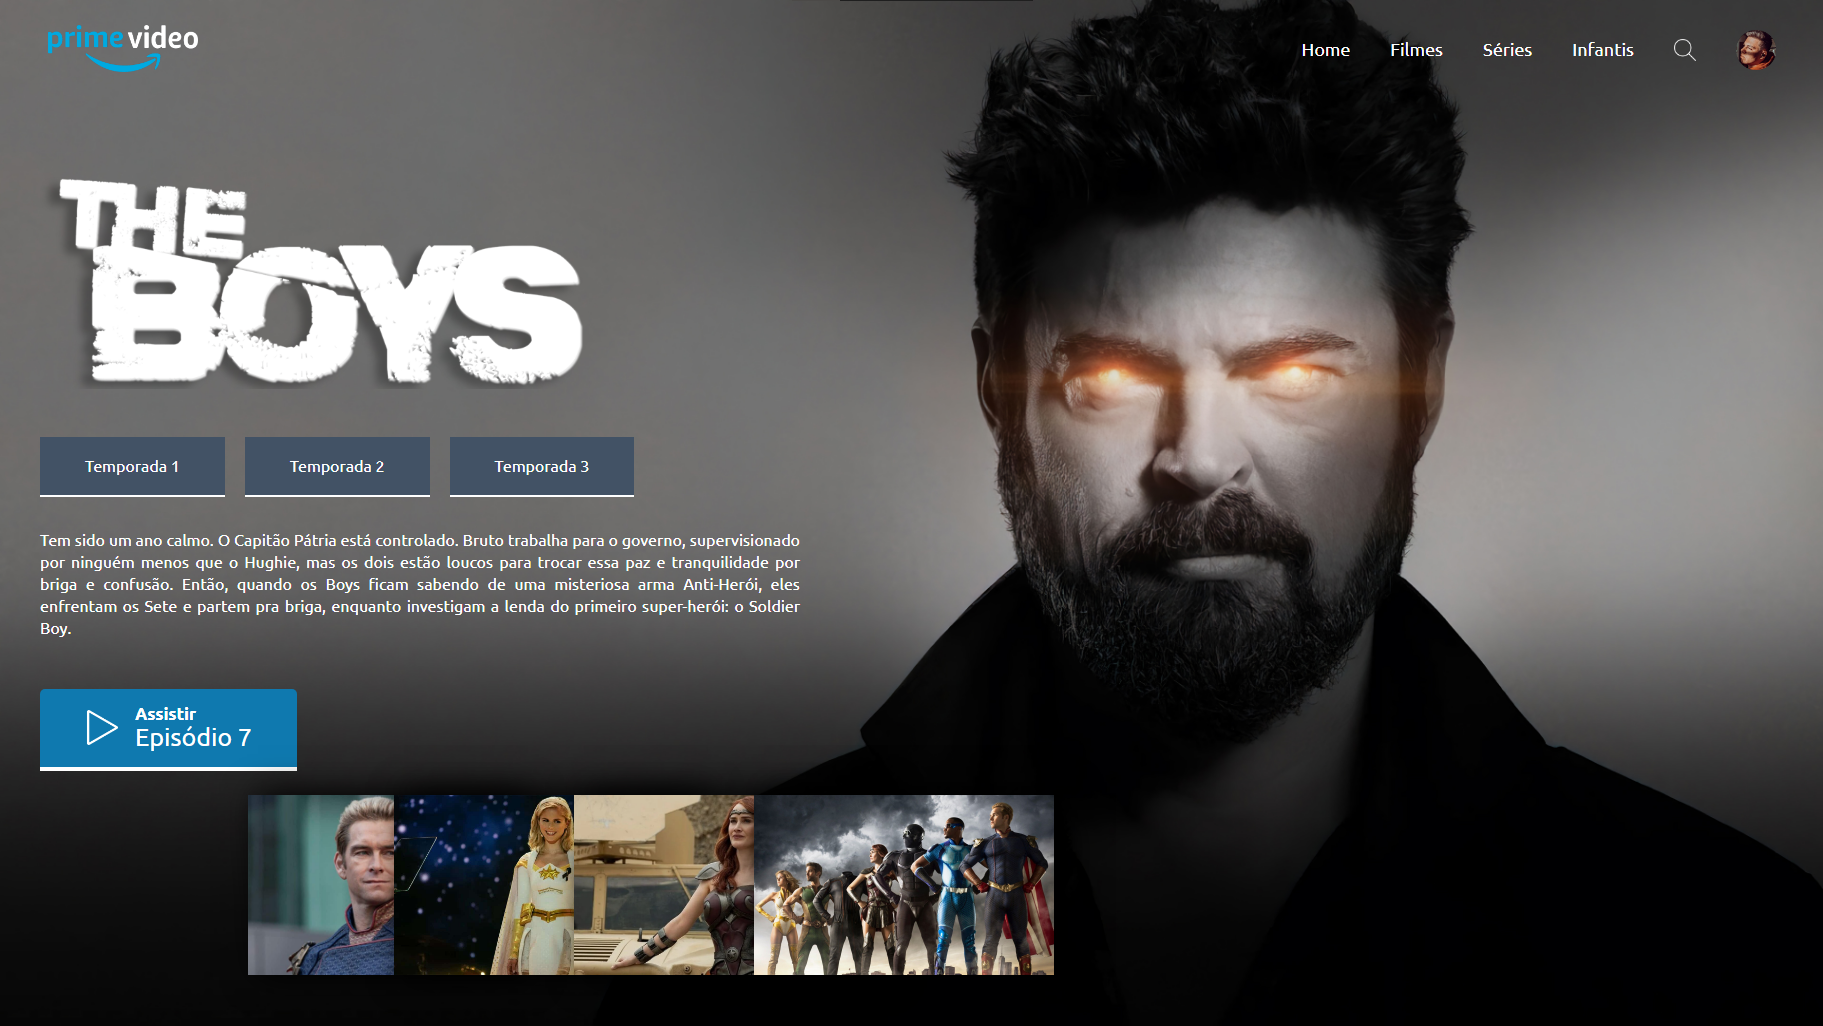 prime video
Home Filmes Séries Infantis
THE
BOYS
Temporada 1 Temporada 2 Temporada 3
Tem sido um ano calmo. O Capitão Pátria está controlado. Bruto trabalha para o governo, supervisionado
por ninguém menos que o Hughie, mas os dois estão loucos para trocar essa paz e tranquilidade por
briga e confusão. Então, quando os Boys ficam sabendo de uma misteriosa arma Anti-Herói, eles
enfrentam os Sete e partem pra briga, enquanto investigam a lenda do primeiro super-herói: o Soldier
Boy.
Assistir
Episódio 7